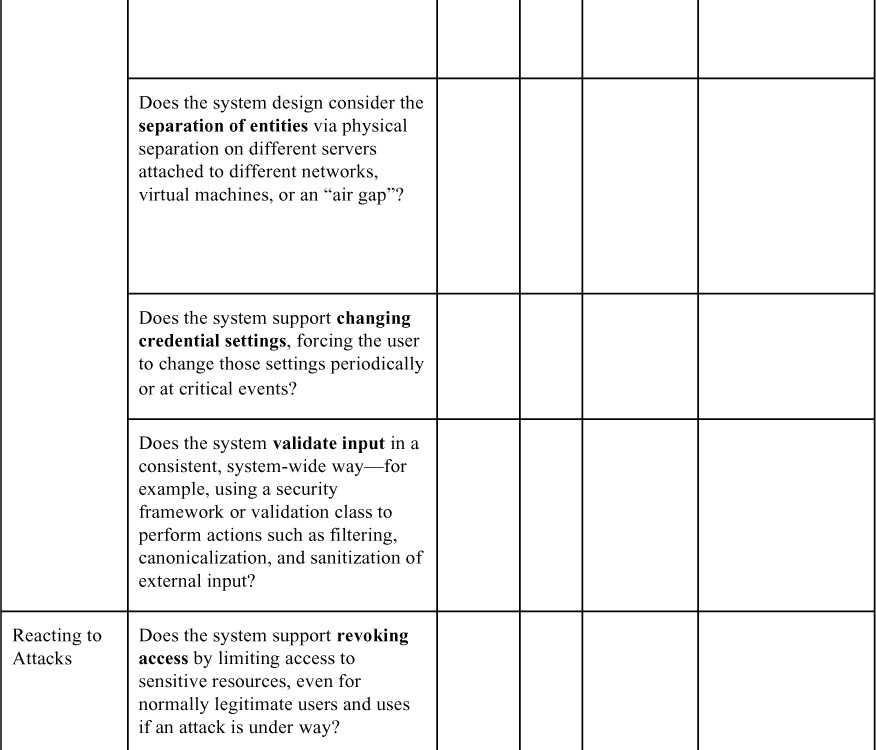 Does the system design consider the
separation of entities via physical
separation on different servers
attached to different networks,
virtual machines, or an “air gap”?
Does the system support changing
credential settings, forcing the user
to change those settings periodically
or at critical events?
Does the system validate input in a
consistent, system-wide way—for
example, using a security
framework or validation class to
perform actions such as filtering,
canonicalization, and sanitization of
external input?
Reacting to
Attacks
Does the system support revoking
access by limiting access to
sensitive resources, even for
normally legitimate users and uses
if an attack is under way?